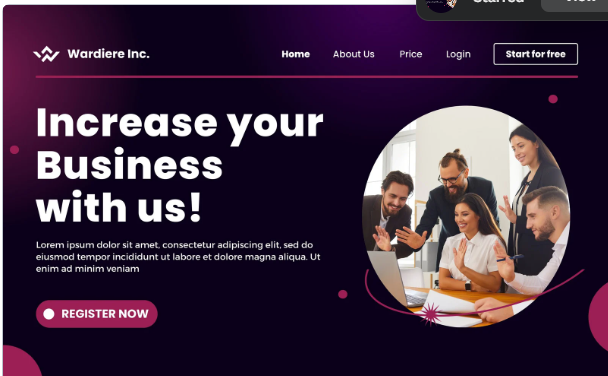 Starred
Wardiere Inc.
Home
About Us
Price
Login
Start for free
Increase your
Business
with us!
Lorem ipsum dolor sit amet, consectetur adipiscing elit, sed do
eiusmod tempor incididunt ut labore et dolore magna aliqua. Ut
enim ad minim veniam
REGISTER NOW